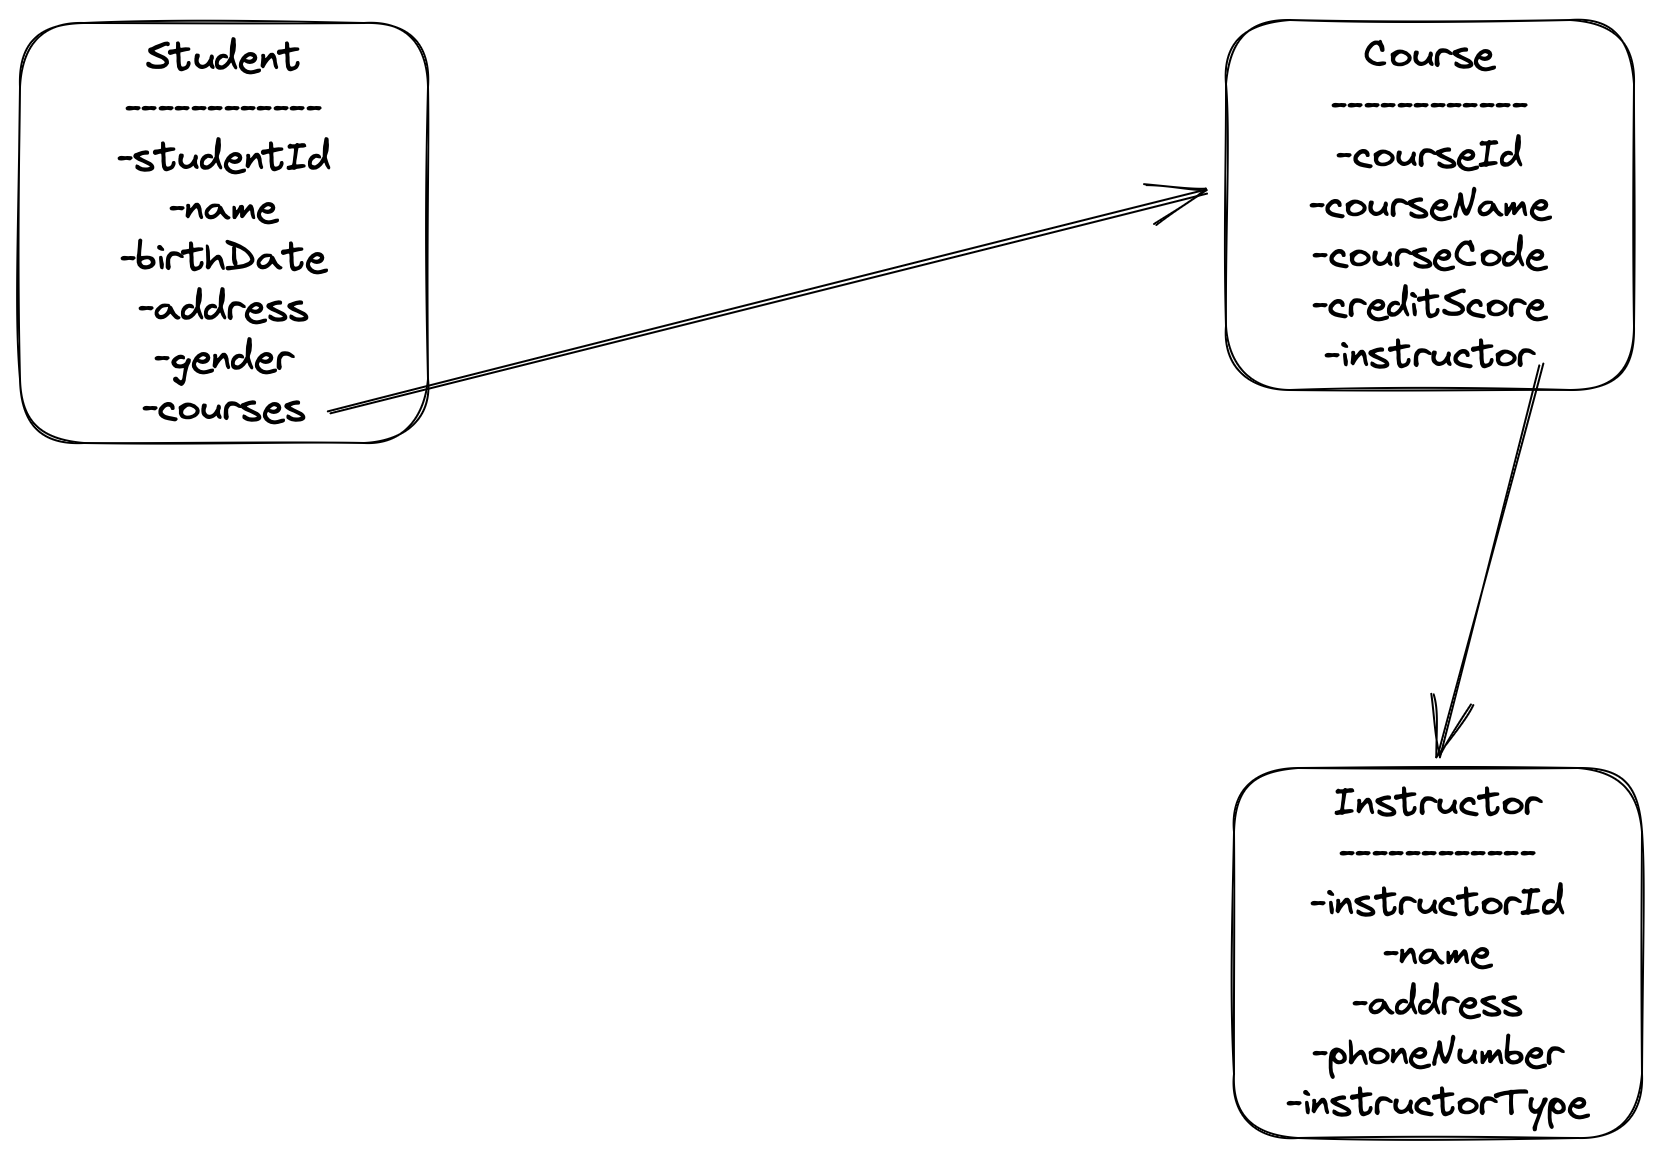 Student
------------
-studentId
-name
-birthDate
-address
-gender
-courses
Course
------------
-courseId
-courseName
-courseCode
-creditScore
-instructor
Instructor
------------
-instructorId
-name
-address
-phoneNumber
-instructorType